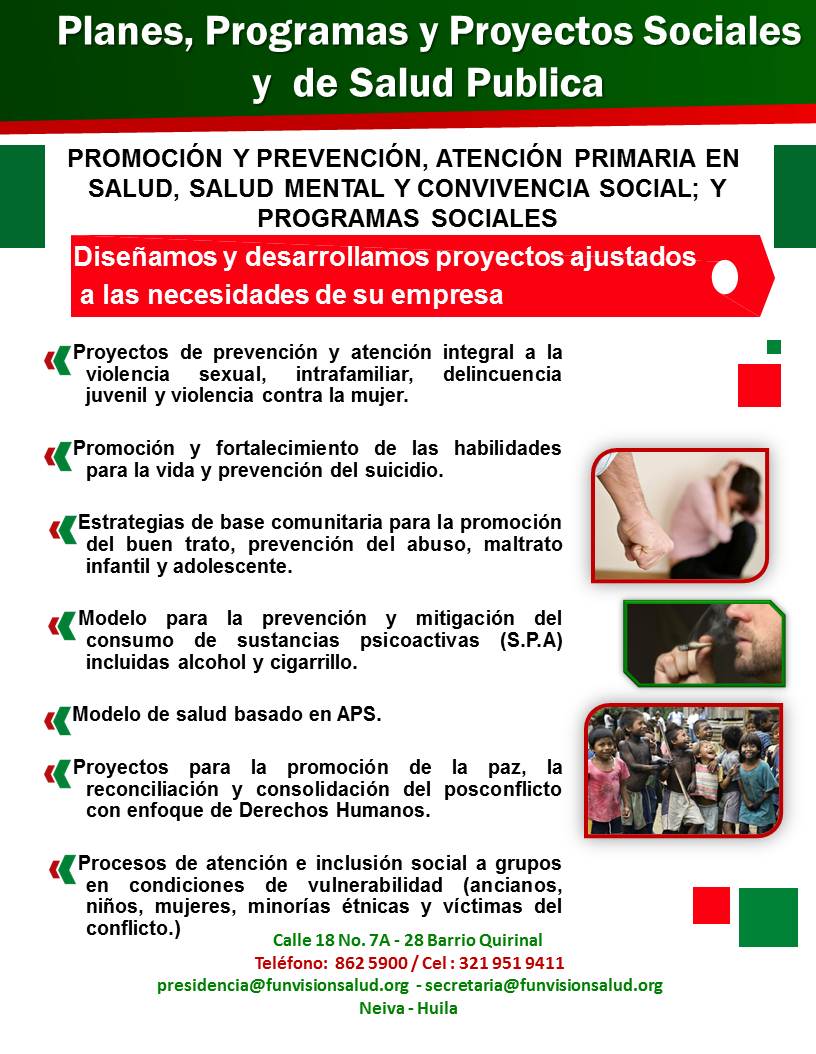 Planes, Programas y Proyectos Sociales
y de Salud Publica
PROMOCIÓN Y PREVENCIÓN, ATENCIÓN PRIMARIA EN
SALUD, SALUD MENTAL Y CONVIVENCIA SOCIAL; Y
PROGRAMAS SOCIALES
Diseñamos y desarrollamos proyectos ajustados
a las necesidades de su empresa
Proyectos de prevención y atención integral a la
violencia sexual, intrafamiliar, delincuencia
juvenil y violencia contra la mujer.
Promoción y fortalecimiento de las habilidades
para la vida y prevención del suicidio.
Estrategias de base comunitaria para la promoción
del buen trato, prevención del abuso, maltrato
infantil y adolescente.
Modelo para la prevención y mitigación del
consumo de sustancias psicoactivas (S.P.A)
incluidas alcohol y cigarrillo.
Modelo de salud basado en APS.
Proyectos para la promoción de la paz, la
reconciliación y consolidación del posconflicto
con enfoque de Derechos Humanos.
Procesos de atención e inclusión social a grupos
en condiciones de vulnerabilidad (ancianos,
niños, mujeres, minorías étnicas y víctimas del
conflicto.)
Calle 18 No. 7A - 28 Barrio Quirinal
Teléfono: 862 5900 / Cel : 321 951 9411
presidencia@funvisionsalud.org - secretaria@funvisionsalud.org
Neiva - Huila